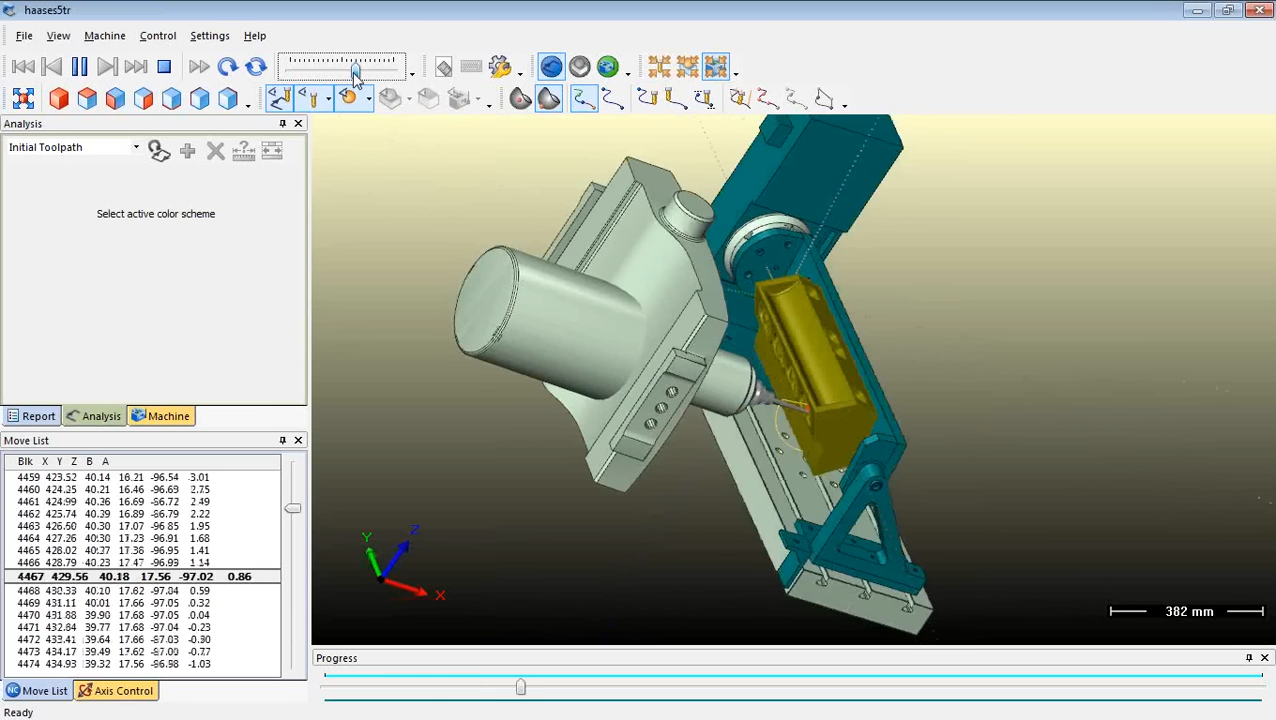 haases5tr
File View Machine Control Settings Help
Analysis
Initial Toolpath
Select active color scheme
Report Analysis Machine
Move List
Blk X Y Z B A
4459 423.52 40.14 16.21 -96.54 3.01
4460 424.25 40.21 16.46 -96.69 2.75
4461 424.99 40.26 16.69 -96.79 2.49
4462 425.74 40.39 16.89 -86.79 2.22
4463 426.50 40.30 17.07 -96.85 1.95
4464 427.26 40.30 17.23 -96.91 1.68
4465 428.02 40.27 17.36 -96.95 1.41
4466 428.79 40.23 17.47 -96.99 1.14
4467 429.56 40.18 17.56 -97.02 0.86
4468 430.33 40.10 17.62 -97.04 0.59
4469 431.11 40.01 17.66 -97.05 0.32
4470 431.88 39.90 17.68 -97.05 0.04
4471 432.64 39.77 17.68 -97.04 -0.23
4472 433.41 39.64 17.66 -97.03 -0.30
4473 434.17 39.49 17.62 -97.00 -0.77
4474 434.93 39.32 17.56 -96.98 -1.03
Move List Axis Control
Y Z X
382 mm
Progress
Ready